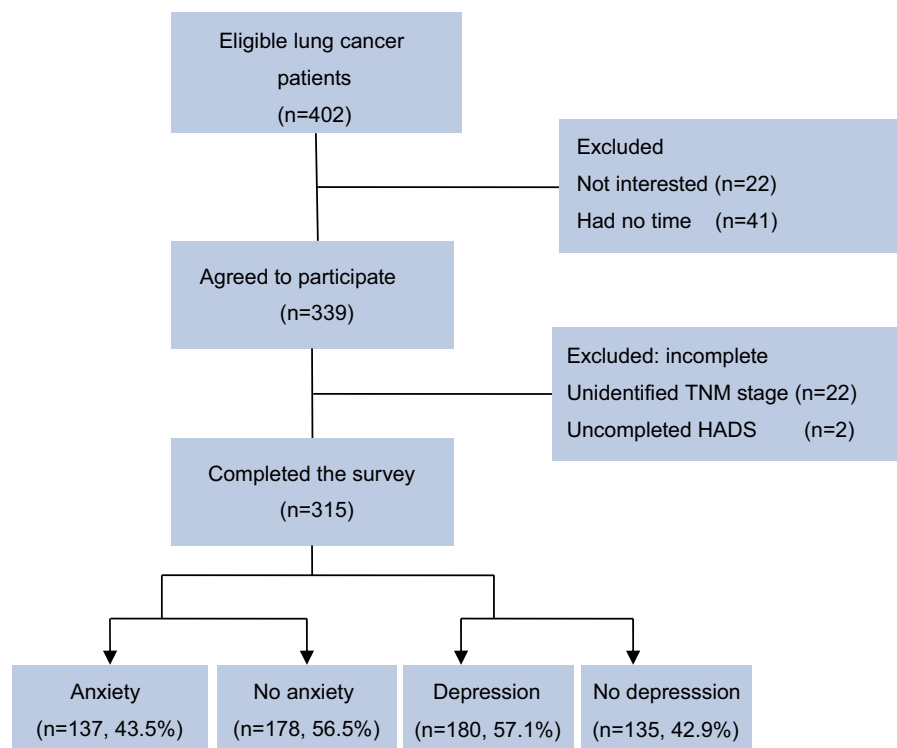 Eligible lung cancer
patients
(n=402)
Excluded
Not interested (n=22)
Had no time (n=41)
Agreed to participate
(n=339)
Excluded: incomplete
Unidentified TNM stage (n=22)
Uncompleted HADS (n=2)
Completed the survey
(n=315)
Anxiety
(n=137, 43.5%)
No anxiety
(n=178, 56.5%)
Depression
(n=180, 57.1%)
No depresssion
(n=135, 42.9%)